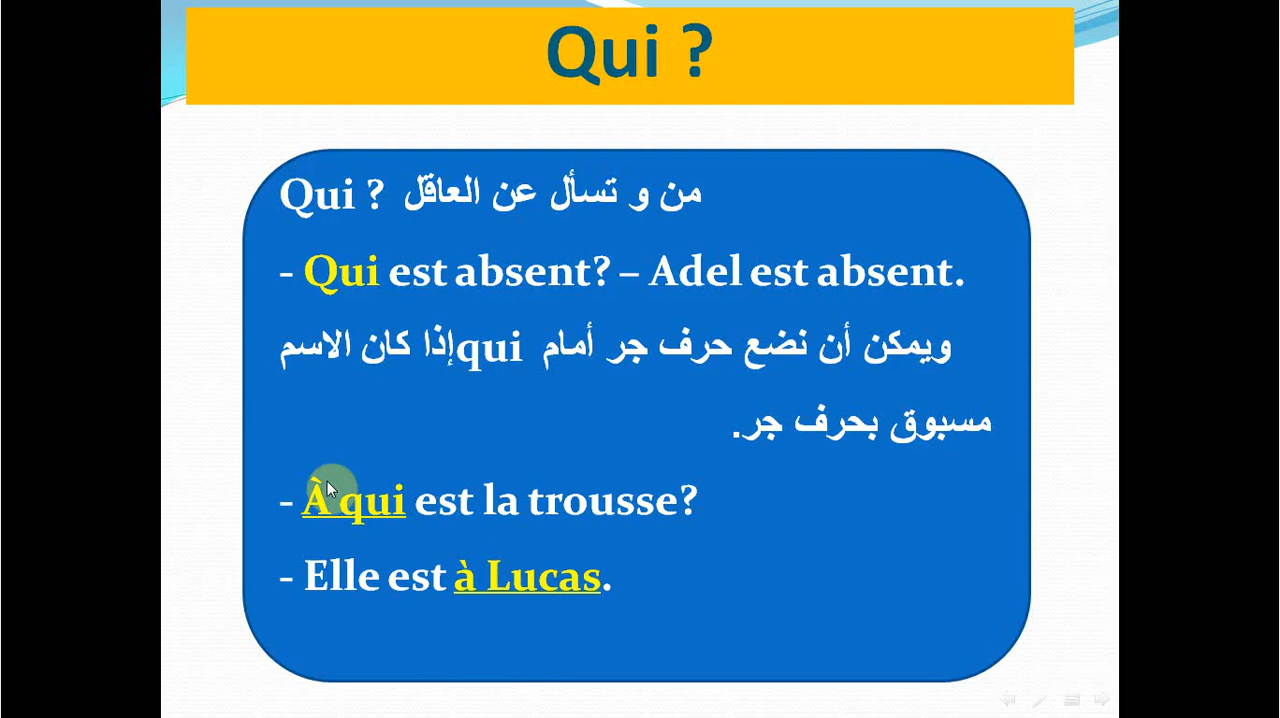 Qui ?
Qui ? من و تسأل عن العاقل
- Qui est absent? – Adel est absent.
ويمكن أن نضع حرف جر أمام qui إذا كان الاسم
مسبوق بحرف جر.
- À qui est la trousse?
- Elle est à Lucas.